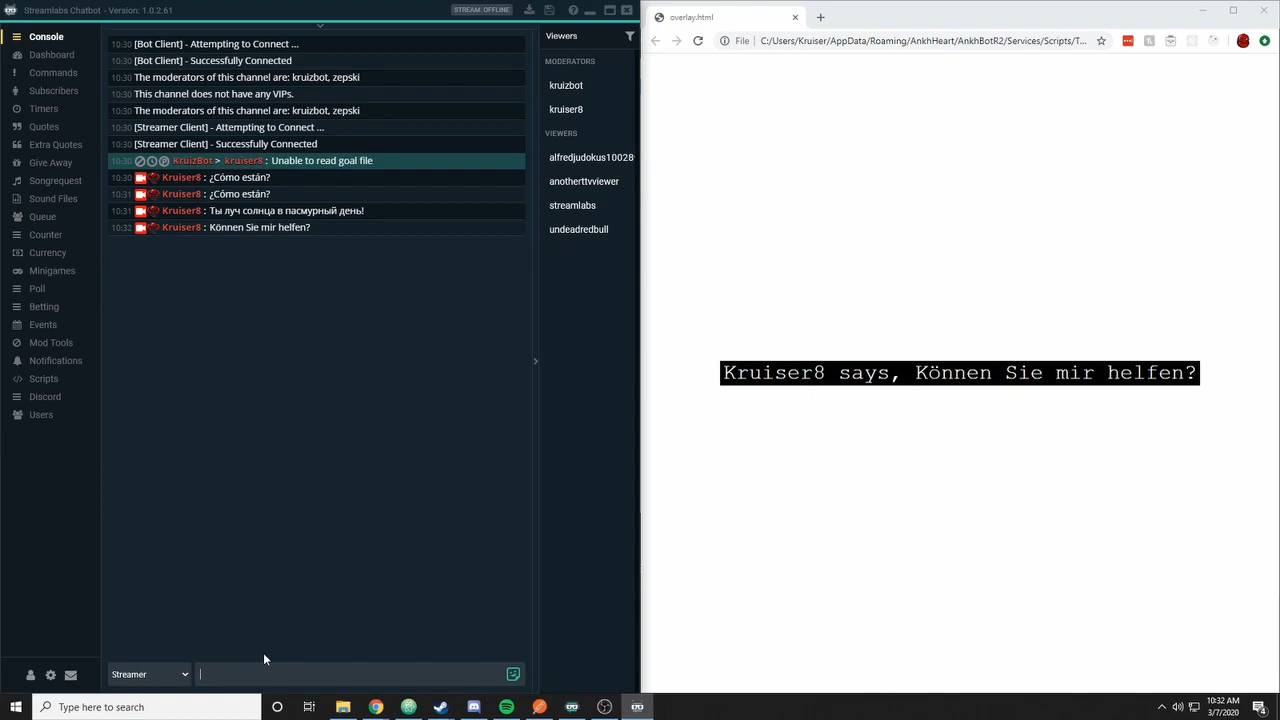 Streamlabs Chatbot - Version: 1.0.2.61
STREAM: OFFLINE
Console
Dashboard
Commands
Subscribers
Timers
Quotes
Extra Quotes
Give Away
Songrequest
Sound Files
Queue
Counter
Currency
Minigames
Poll
Betting
Events
Mod Tools
Notifications
Scripts
Discord
Users
10:30 [Bot Client] - Attempting to Connect ...
10:30 [Bot Client] - Successfully Connected
10:30 The moderators of this channel are: kruizbot, zepski
10:30 This channel does not have any VIPs.
10:30 The moderators of this channel are: kruizbot, zepski
10:30 [Streamer Client] - Attempting to Connect ...
10:30 [Streamer Client] - Successfully Connected
10:30 KruizBot > kruiser8 : Unable to read goal file
10:30 Kruiser8 : ¿Cómo están?
10:31 Kruiser8 : ¿Cómo están?
10:31 Kruiser8 : Ты луч солнца в пасмурный день!
10:32 Kruiser8 : Können Sie mir helfen?
Streamer
Viewers
MODERATORS
kruizbot
kruiser8
VIEWERS
alfredjudokus10028
anotherttvviewer
streamlabs
undeadredbull
overlay.html
File C:/Users/Kruiser/AppData/Roaming/AnkhHeart/AnkhBotR2/Services/Scripts/T...
Kruiser8 says, Können Sie mir helfen?
Type here to search
10:32 AM
3/7/2020
4